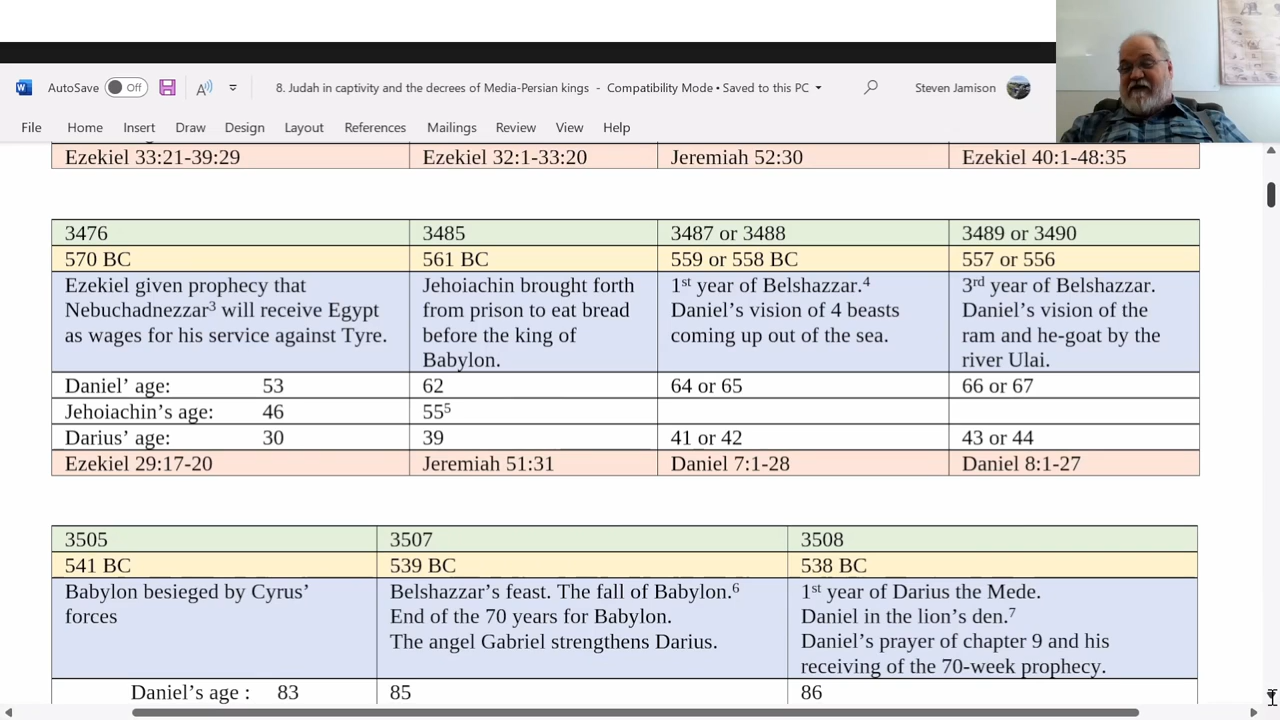 AutoSave Off 8. Judah in captivity and the decrees of Media-Persian kings - Compatibility Mode • Saved to this PC Steven Jamison
File Home Insert Draw Design Layout References Mailings Review View Help
Ezekiel 33:21-39:29 Ezekiel 32:1-33:20 Jeremiah 52:30 Ezekiel 40:1-48:35
3476 3485 3487 or 3488 3489 or 3490
570 BC 561 BC 559 or 558 BC 557 or 556
Ezekiel given prophecy that
Nebuchadnezzar³ will receive Egypt
as wages for his service against Tyre.
Jehoiachin brought forth
from prison to eat bread
before the king of
Babylon.
1st year of Belshazzar.⁴
Daniel's vision of 4 beasts
coming up out of the sea.
3rd year of Belshazzar.
Daniel's vision of the
ram and he-goat by the
river Ulai.
Daniel' age: 53 62 64 or 65 66 or 67
Jehoiachin's age: 46 55⁵
Darius' age: 30 39 41 or 42 43 or 44
Ezekiel 29:17-20 Jeremiah 51:31 Daniel 7:1-28 Daniel 8:1-27
3505 3507 3508
541 BC 539 BC 538 BC
Babylon besieged by Cyrus'
forces
Belshazzar's feast. The fall of Babylon.⁶
End of the 70 years for Babylon.
The angel Gabriel strengthens Darius.
1st year of Darius the Mede.
Daniel in the lion's den.⁷
Daniel's prayer of chapter 9 and his
receiving of the 70-week prophecy.
Daniel's age : 83 85 86